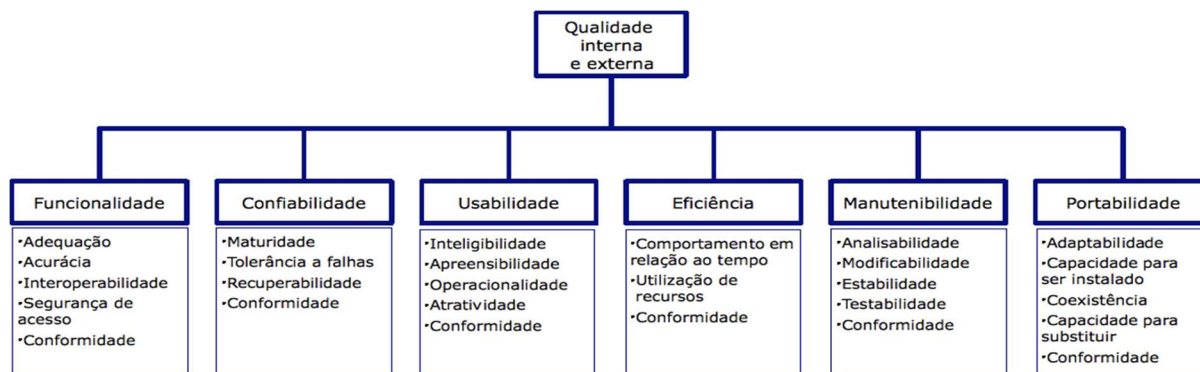 Qualidade
interna
e externa
Funcionalidade
•Adequação
•Acurácia
•Interoperabilidade
•Segurança de
acesso
•Conformidade
Confiabilidade
•Maturidade
•Tolerância a falhas
•Recuperabilidade
•Conformidade
Usabilidade
•Inteligibilidade
•Apreensibilidade
•Operacionalidade
•Atratividade
•Conformidade
Eficiência
•Comportamento em
relação ao tempo
•Utilização de
recursos
•Conformidade
Manutenibilidade
•Analisabilidade
•Modificabilidade
•Estabilidade
•Testabilidade
•Conformidade
Portabilidade
•Adaptabilidade
•Capacidade para
ser instalado
•Coexistência
•Capacidade para
substituir
•Conformidade